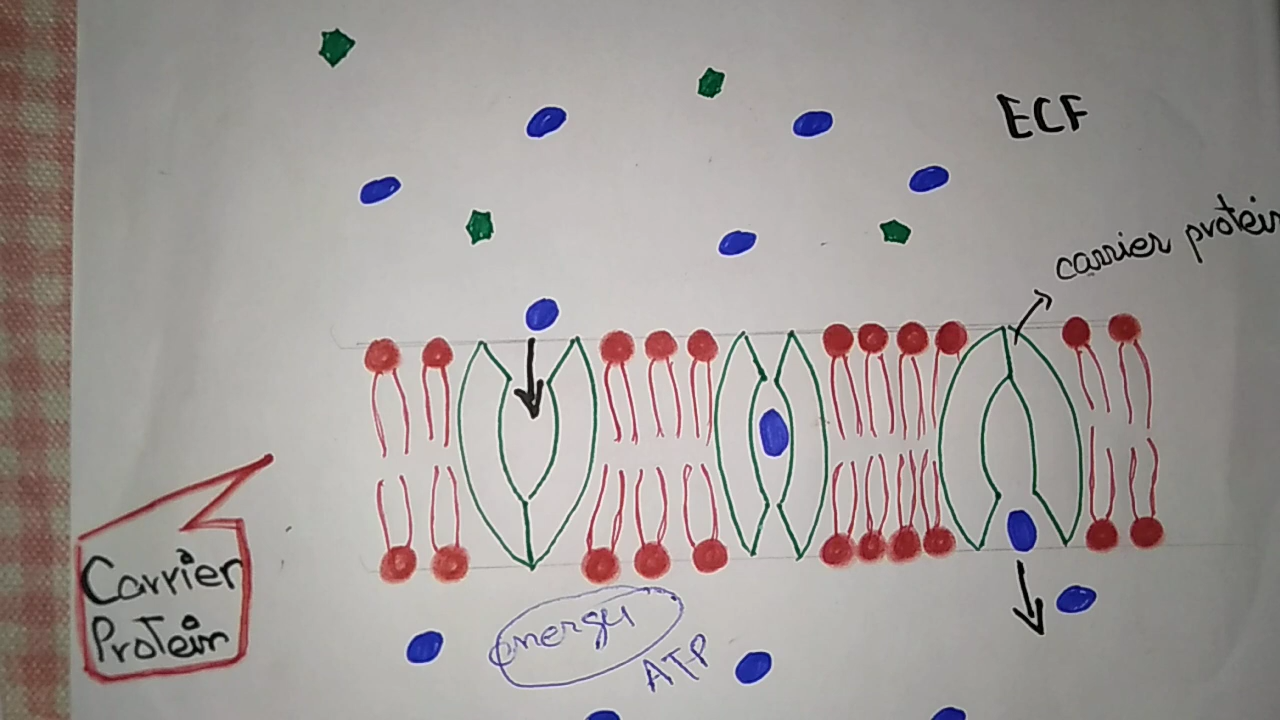 ECF
carrier protein
Carrier
Protein
energy
ATP